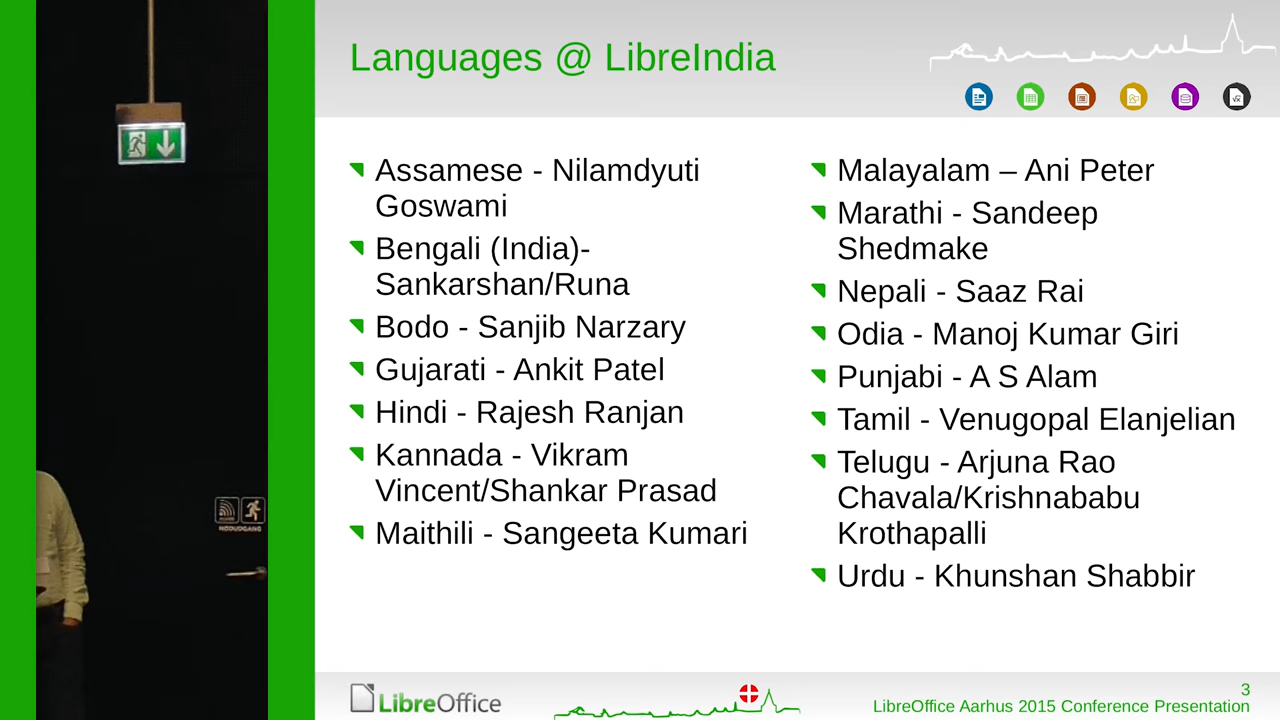 Languages @ LibreIndia
Assamese - Nilamdyuti
Goswami
Bengali (India)-
Sankarshan/Runa
Bodo - Sanjib Narzary
Gujarati - Ankit Patel
Hindi - Rajesh Ranjan
Kannada - Vikram
Vincent/Shankar Prasad
Maithili - Sangeeta Kumari
Malayalam – Ani Peter
Marathi - Sandeep
Shedmake
Nepali - Saaz Rai
Odia - Manoj Kumar Giri
Punjabi - A S Alam
Tamil - Venugopal Elanjelian
Telugu - Arjuna Rao
Chavala/Krishnababu
Krothapalli
Urdu - Khunshan Shabbir
NØDUDGANG
LibreOffice
3
LibreOffice Aarhus 2015 Conference Presentation